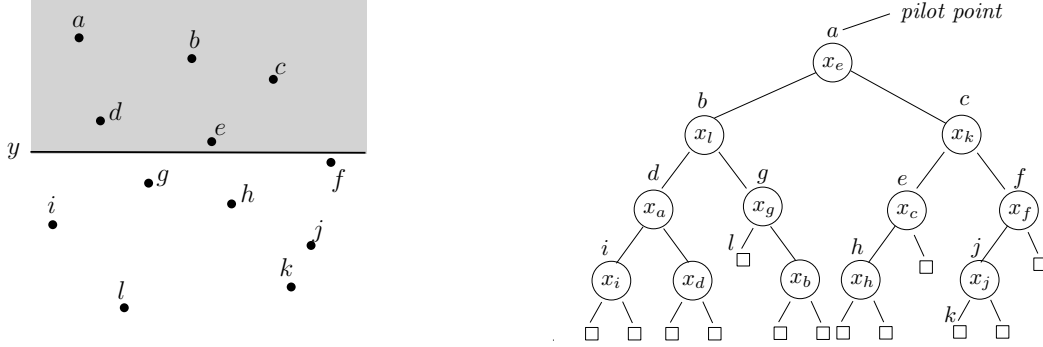 a
b
c
d
e
y
f
g
h
i
j
k
l
pilot point
a
x_e
b
c
x_l
x_k
d
g
e
f
x_a
x_g
x_c
x_f
i
l
h
j
x_i
x_d
x_b
x_h
x_j
k